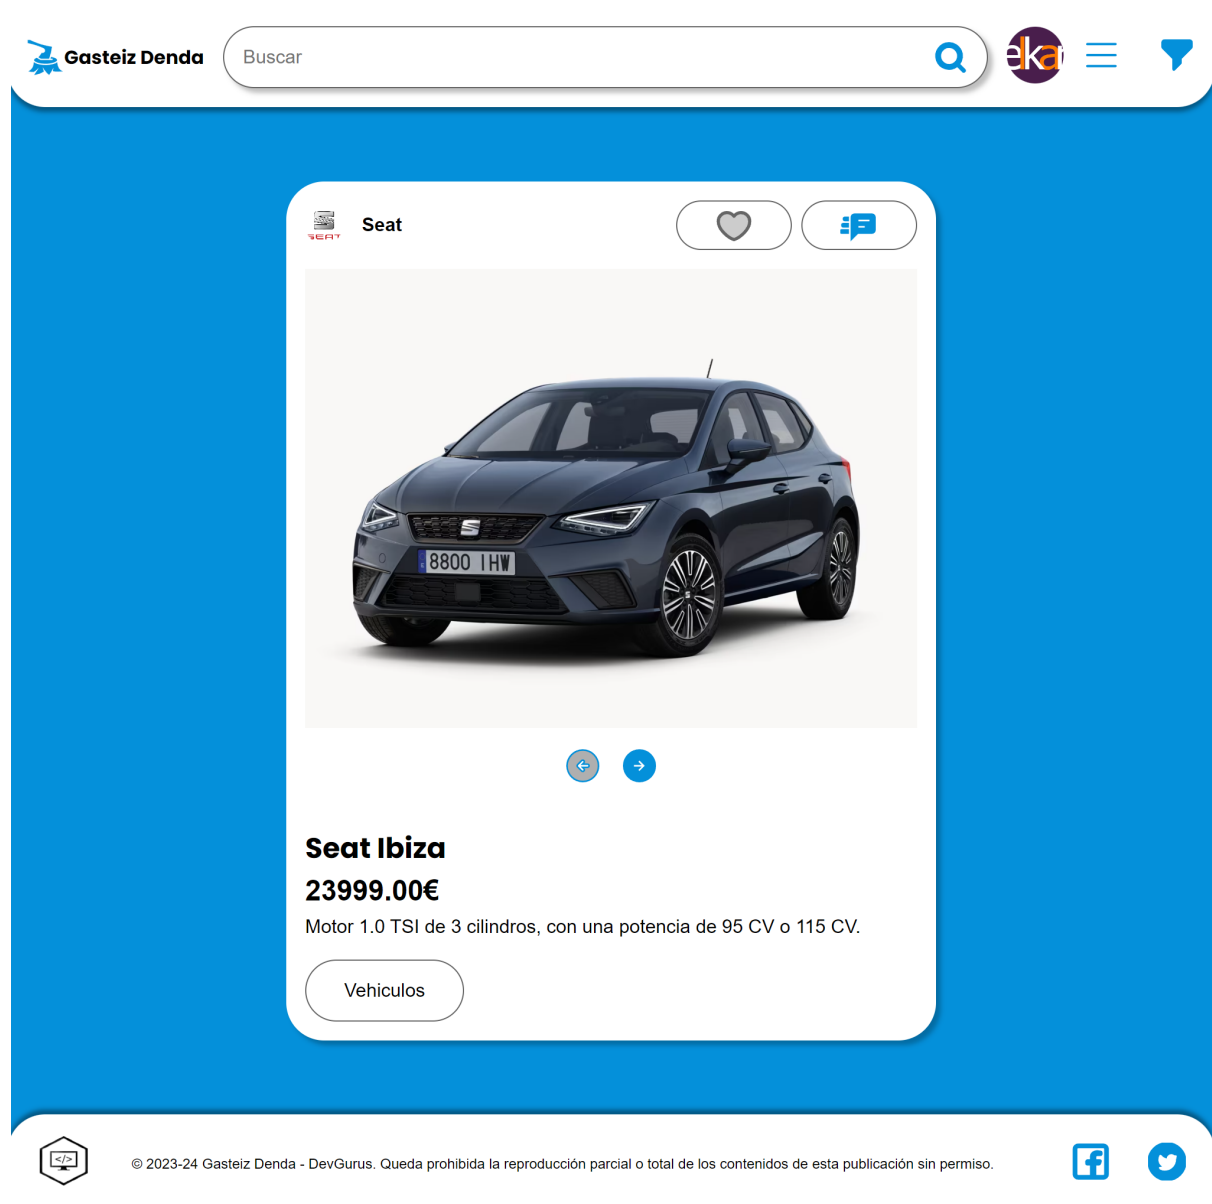 Gasteiz Denda
Buscar
eka
SEAT
Seat
8800 IHW
Seat Ibiza
23999.00€
Motor 1.0 TSI de 3 cilindros, con una potencia de 95 CV o 115 CV.
Vehiculos
</>
© 2023-24 Gasteiz Denda - DevGurus. Queda prohibida la reproducción parcial o total de los contenidos de esta publicación sin permiso.